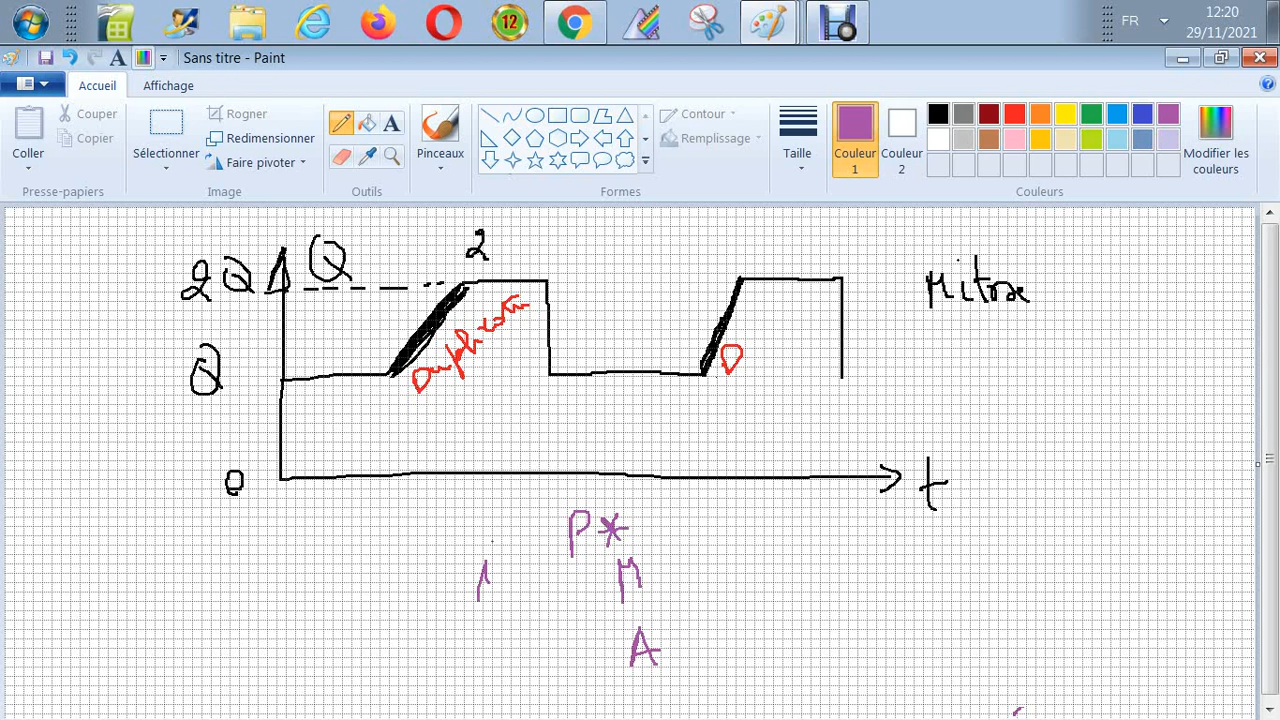 12
FR
12:20
29/11/2021
Sans titre - Paint
Accueil
Affichage
Coller
Couper
Copier
Presse-papiers
Sélectionner
Rogner
Redimensionner
Faire pivoter
Image
Outils
Pinceaux
Formes
Contour
Remplissage
Taille
Couleur
1
Couleur
2
Couleurs
Modifier les
couleurs
2Q
Q
2
Q
0
D
t
P*
M
A